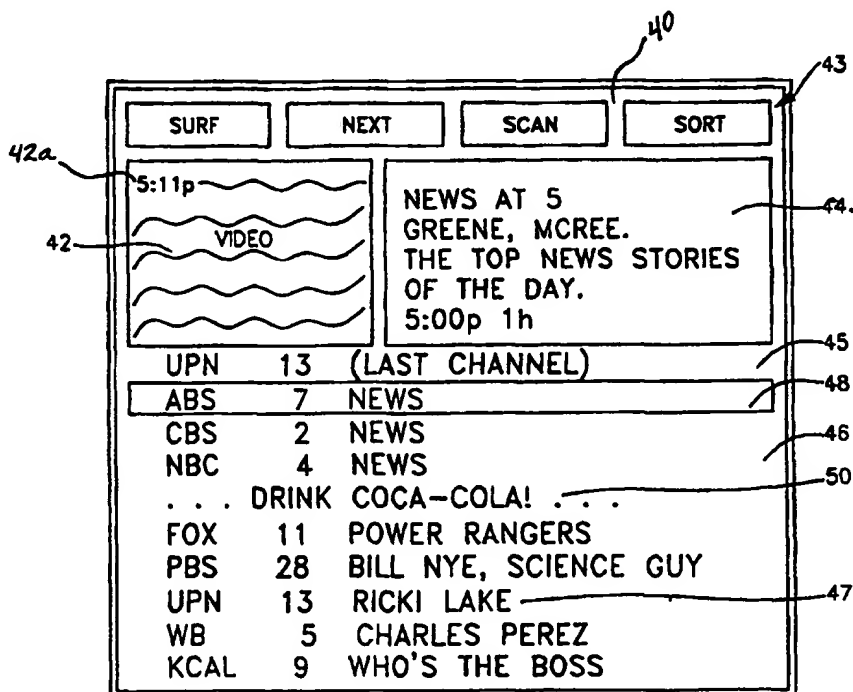 40
43
SURF NEXT SCAN SORT
42a
5:11p
VIDEO
42
NEWS AT 5
GREENE, MCREE.
THE TOP NEWS STORIES
OF THE DAY.
5:00p 1h
44.
45
UPN 13 (LAST CHANNEL)
48
ABS 7 NEWS
CBS 2 NEWS
46
NBC 4 NEWS
50
. . . DRINK COCA-COLA! . . .
FOX 11 POWER RANGERS
PBS 28 BILL NYE, SCIENCE GUY
UPN 13 RICKI LAKE
47
WB 5 CHARLES PEREZ
KCAL 9 WHO'S THE BOSS